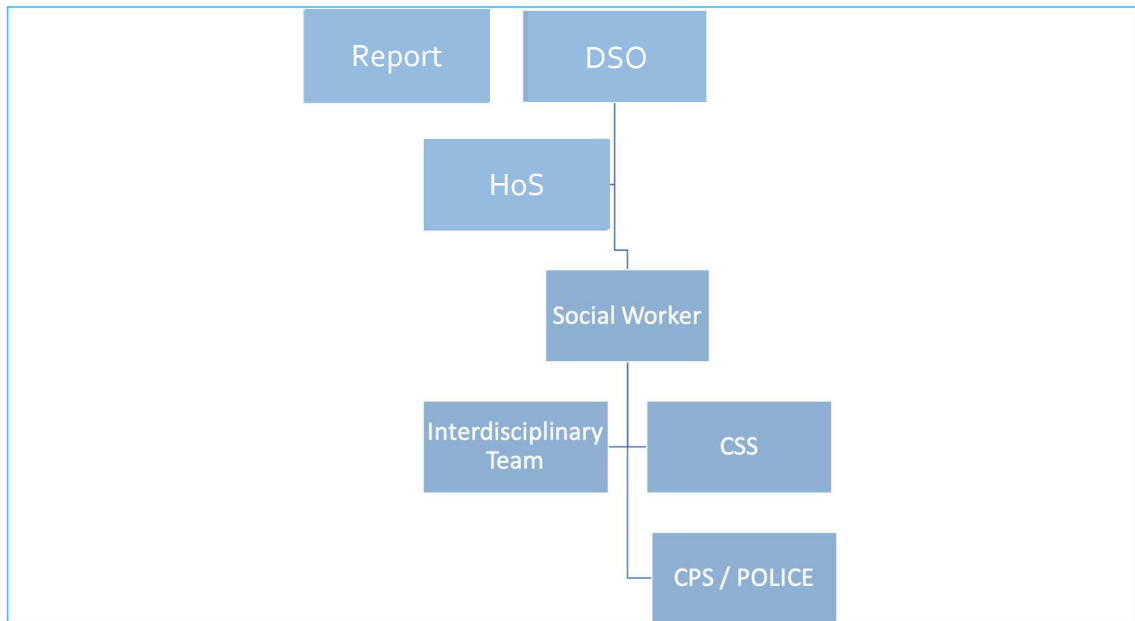 Report
DSO
HoS
Social Worker
Interdisciplinary
Team
CSS
CPS / POLICE